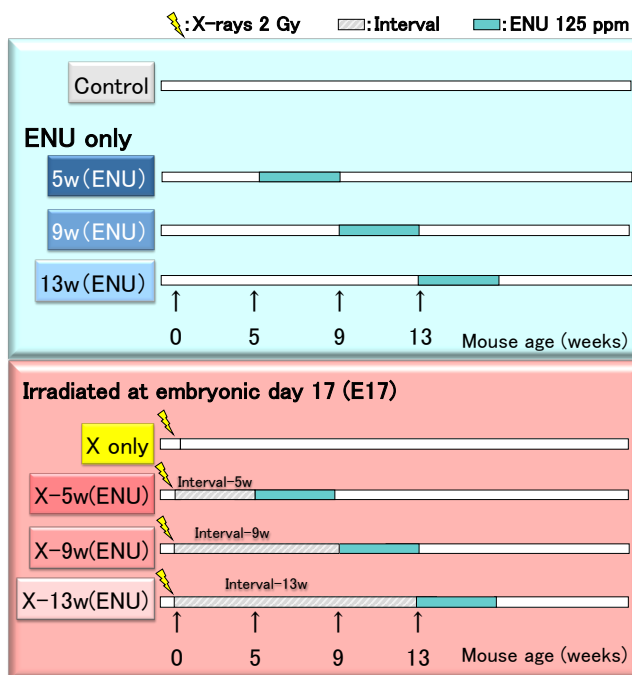 :X-rays 2 Gy :Interval :ENU 125 ppm
Control
ENU only
5w(ENU)
9w(ENU)
13w(ENU)
0 5 9 13 Mouse age (weeks)
Irradiated at embryonic day 17 (E17)
X only
Interval-5w
X-5w(ENU)
Interval-9w
X-9w(ENU)
Interval-13w
X-13w(ENU)
0 5 9 13 Mouse age (weeks)